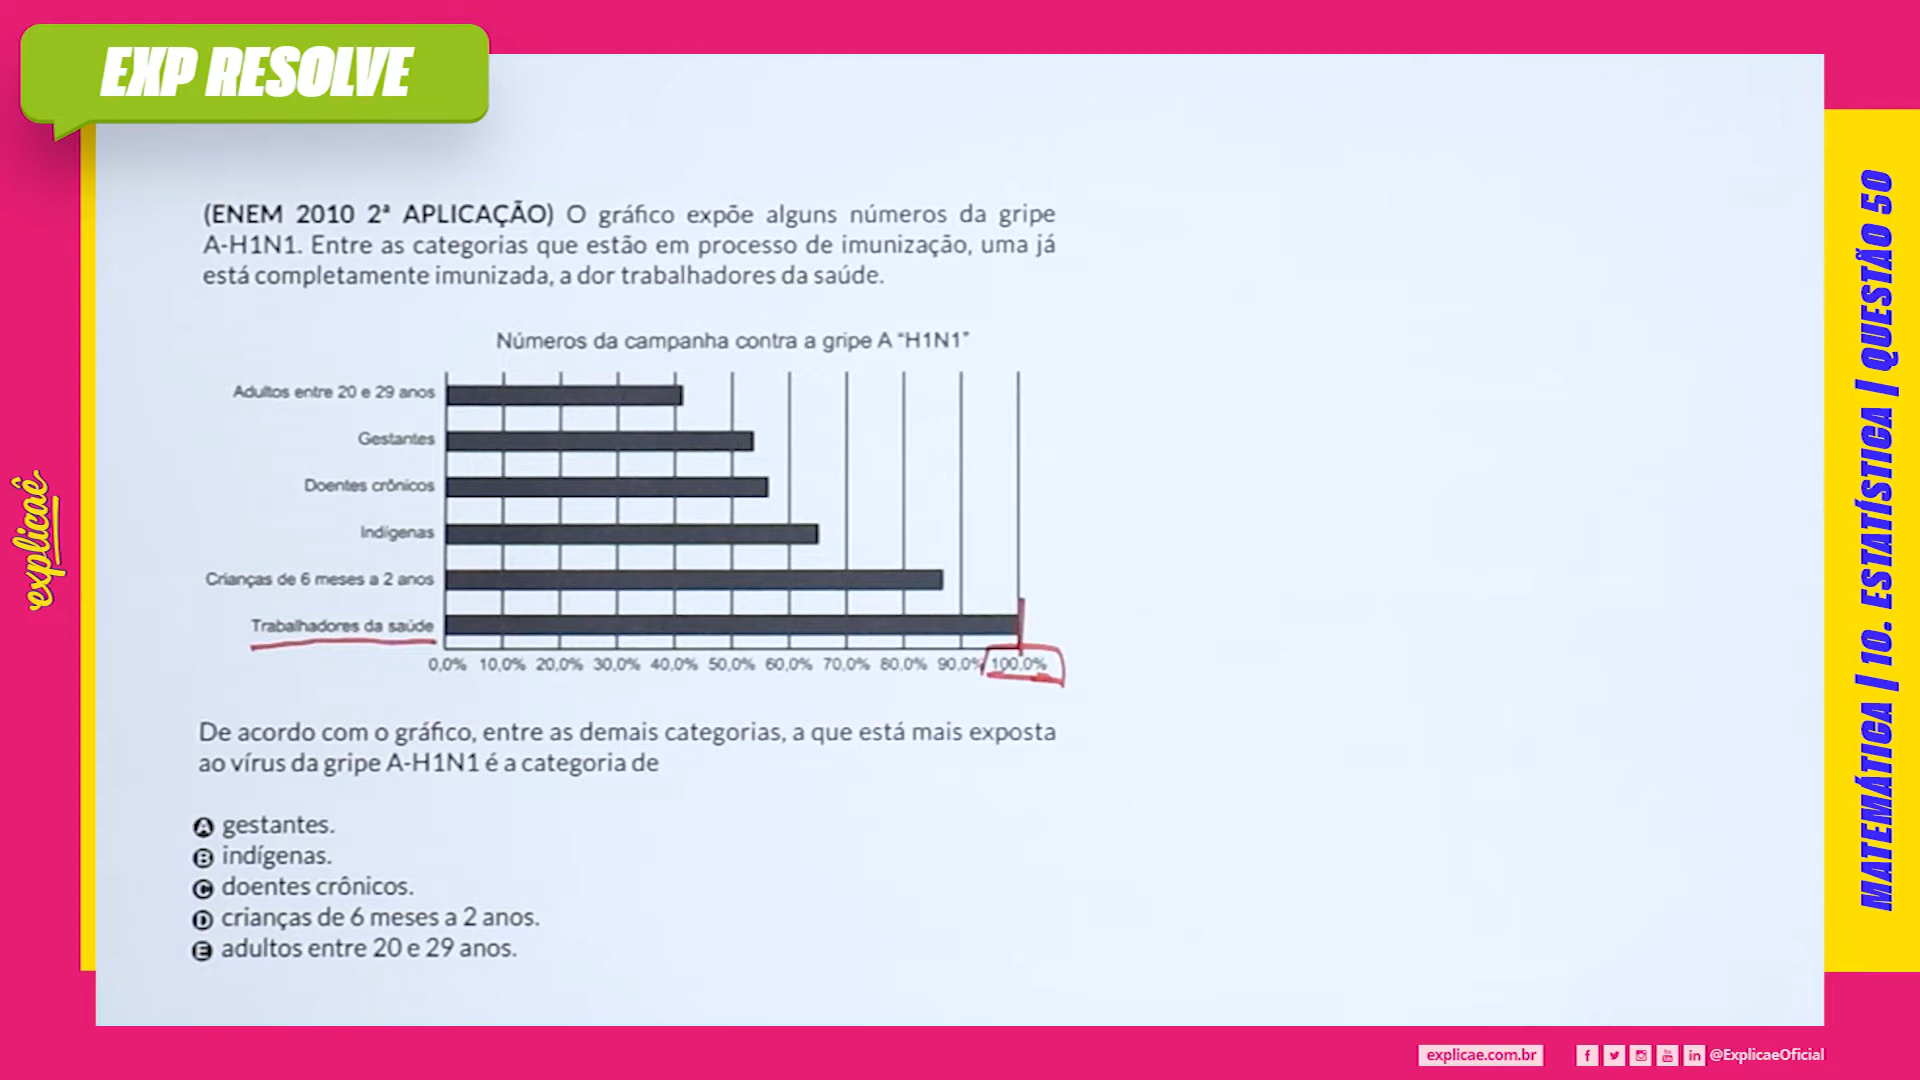 EXP RESOLVE
(ENEM 2010 2ª APLICAÇÃO) O gráfico expõe alguns números da gripe
A-H1N1. Entre as categorias que estão em processo de imunização, uma já
está completamente imunizada, a dor trabalhadores da saúde.
Números da campanha contra a gripe A “H1N1”
Adultos entre 20 e 29 anos
Gestantes
Doentes crônicos
Indígenas
Crianças de 6 meses a 2 anos
Trabalhadores da saúde
0,0% 10,0% 20,0% 30,0% 40,0% 50,0% 60,0% 70,0% 80,0% 90,0% 100,0%
De acordo com o gráfico, entre as demais categorias, a que está mais exposta
ao vírus da gripe A-H1N1 é a categoria de
A gestantes.
B indígenas.
C doentes crônicos.
D crianças de 6 meses a 2 anos.
E adultos entre 20 e 29 anos.
explicaê
MATEMÁTICA | 10. ESTATÍSTICA | QUESTÃO 50
explicae.com.br
@ExplicaeOficial